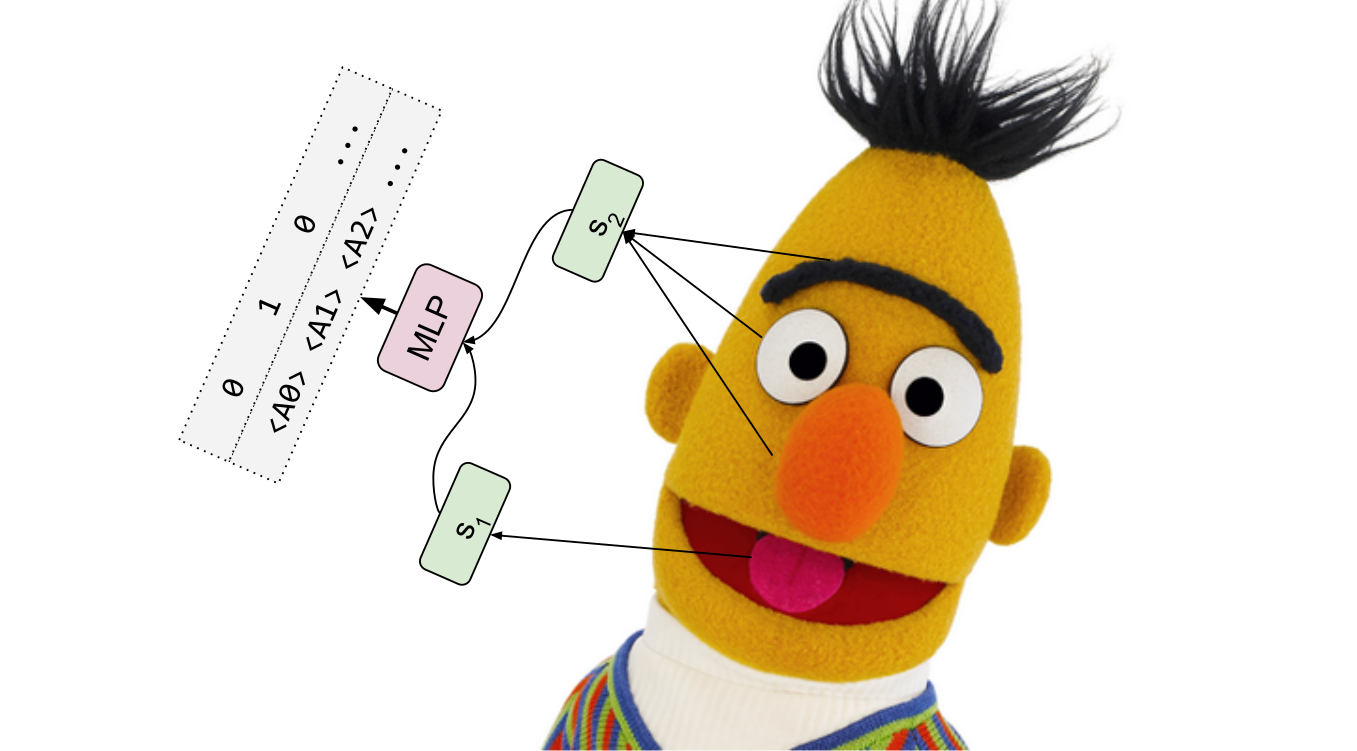 0 1 0 ...
<A0> <A1> <A2> ...
MLP
s2
s1